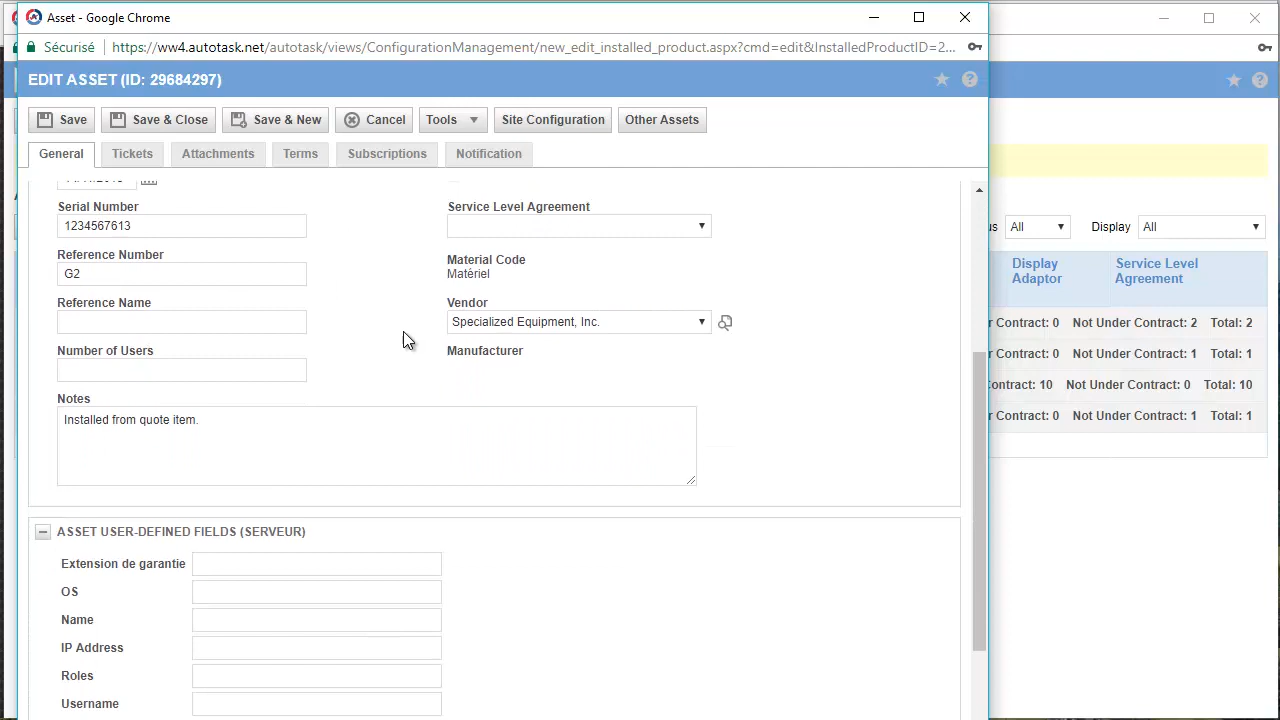 Asset - Google Chrome
Sécurisé https://ww4.autotask.net/autotask/views/ConfigurationManagement/new_edit_installed_product.aspx?cmd=edit&InstalledProductID=2...
EDIT ASSET (ID: 29684297)
Save Save & Close Save & New Cancel Tools Site Configuration Other Assets
General Tickets Attachments Terms Subscriptions Notification
Serial Number
1234567613
Service Level Agreement
Reference Number
G2
Material Code
Matériel
Reference Name
Vendor
Specialized Equipment, Inc.
Number of Users
Manufacturer
Notes
Installed from quote item.
ASSET USER-DEFINED FIELDS (SERVEUR)
Extension de garantie
OS
Name
IP Address
Roles
Username
All Display All
Display Adaptor
Service Level Agreement
Contract: 0 Not Under Contract: 2 Total: 2
Contract: 0 Not Under Contract: 1 Total: 1
Contract: 10 Not Under Contract: 0 Total: 10
Contract: 0 Not Under Contract: 1 Total: 1